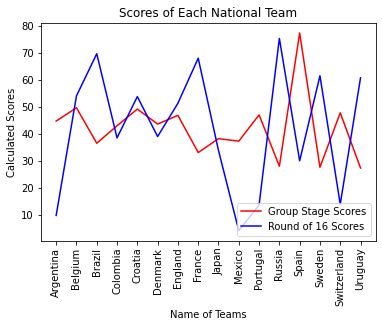 Scores of Each National Team
Calculated Scores
80
70
60
50
40
30
20
10
Group Stage Scores
Round of 16 Scores
Argentina
Belgium
Brazil
Colombia
Croatia
Denmark
England
France
Japan
Mexico
Portugal
Russia
Spain
Sweden
Switzerland
Uruguay
Name of Teams